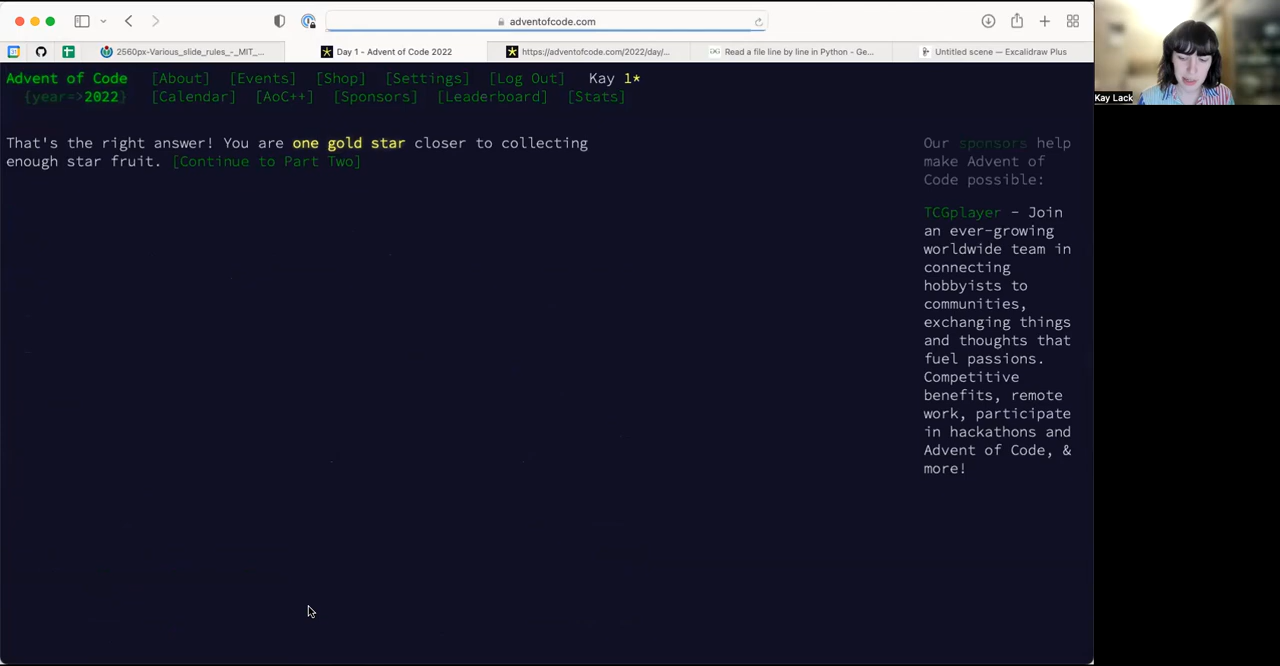 adventofcode.com
2560px-Various_slide_rules_-_MIT_...
Day 1 - Advent of Code 2022
https://adventofcode.com/2022/day/...
Read a file line by line in Python - Ge...
Untitled scene — Excalidraw Plus
Kay Lack
Advent of Code [About] [Events] [Shop] [Settings] [Log Out] Kay 1*
{year=>2022} [Calendar] [AoC++] [Sponsors] [Leaderboard] [Stats]
That's the right answer! You are one gold star closer to collecting
enough star fruit. [Continue to Part Two]
Our sponsors help
make Advent of
Code possible:
TCGplayer - Join
an ever-growing
worldwide team in
connecting
hobbyists to
communities,
exchanging things
and thoughts that
fuel passions.
Competitive
benefits, remote
work, participate
in hackathons and
Advent of Code, &
more!